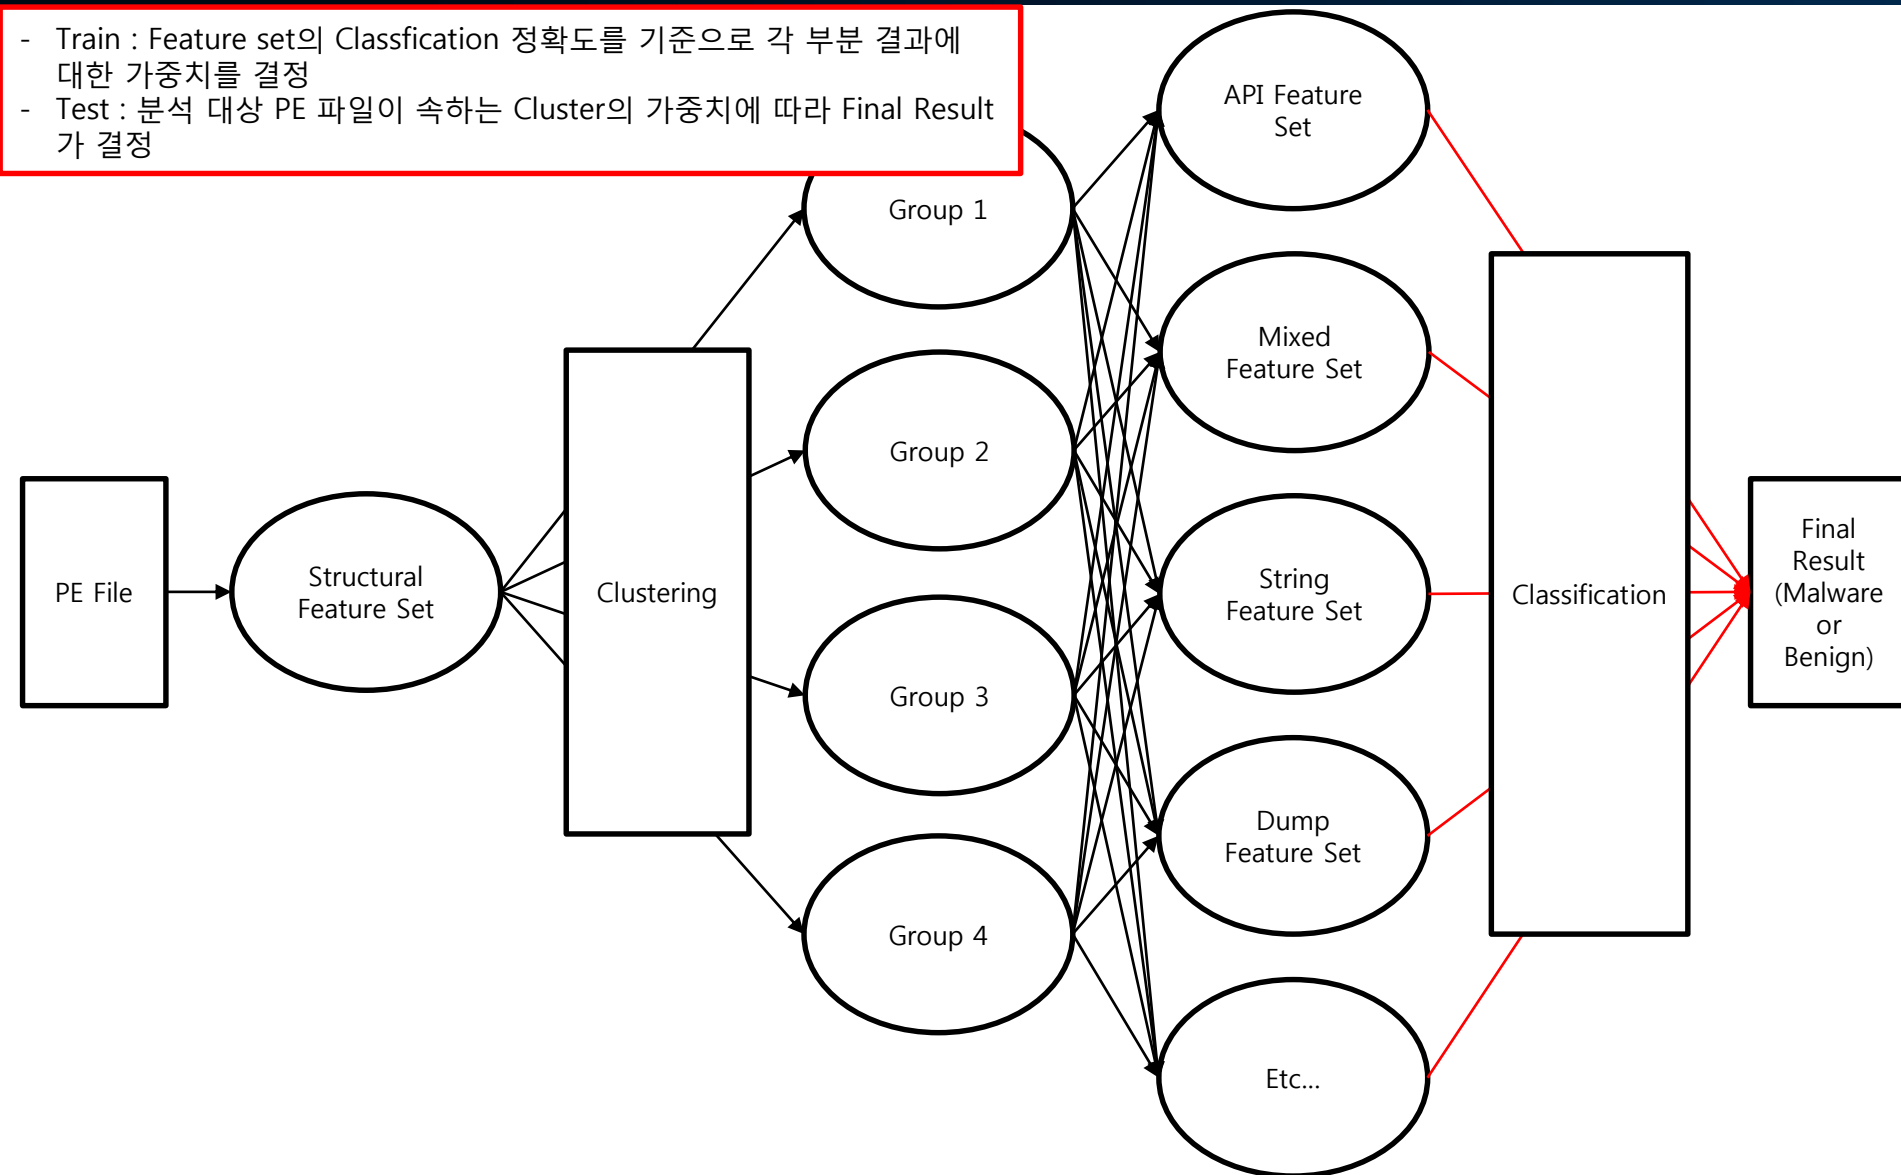 - Train : Feature set의 Classfication 정확도를 기준으로 각 부분 결과에
대한 가중치를 결정
- Test : 분석 대상 PE 파일이 속하는 Cluster의 가중치에 따라 Final Result
가 결정
PE File
Structural
Feature Set
Clustering
Group 1
Group 2
Group 3
Group 4
API Feature
Set
Mixed
Feature Set
String
Feature Set
Dump
Feature Set
Etc...
Classification
Final
Result
(Malware
or
Benign)